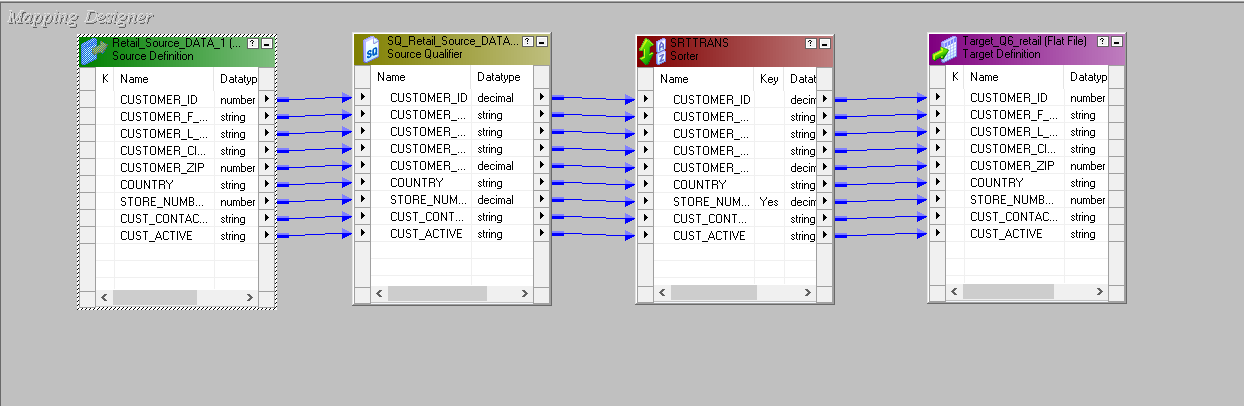 Mapping Designer
Retail_Source_DATA_1 (...
Source Definition
K Name Datatyp
CUSTOMER_ID number
CUSTOMER_F_... string
CUSTOMER_L_... string
CUSTOMER_CI... string
CUSTOMER_ZIP number
COUNTRY string
STORE_NUMB... number
CUST_CONTAC... string
CUST_ACTIVE string
SQ_Retail_Source_DATA...
Source Qualifier
Name Datatype
CUSTOMER_ID decimal
CUSTOMER_... string
CUSTOMER_... string
CUSTOMER_... string
CUSTOMER_... decimal
COUNTRY string
STORE_NUM... decimal
CUST_CONT... string
CUST_ACTIVE string
SRTTRANS
Sorter
Name Key Datat
CUSTOMER_ID decim
CUSTOMER_... string
CUSTOMER_... string
CUSTOMER_... string
CUSTOMER_... decim
COUNTRY string
STORE_NUM... Yes decim
CUST_CONT... string
CUST_ACTIVE string
Target_Q6_retail (Flat File)
Target Definition
K Name Datatype
CUSTOMER_ID number
CUSTOMER_F_... string
CUSTOMER_L_... string
CUSTOMER_CI... string
CUSTOMER_ZIP number
COUNTRY string
STORE_NUMB... number
CUST_CONTAC... string
CUST_ACTIVE string